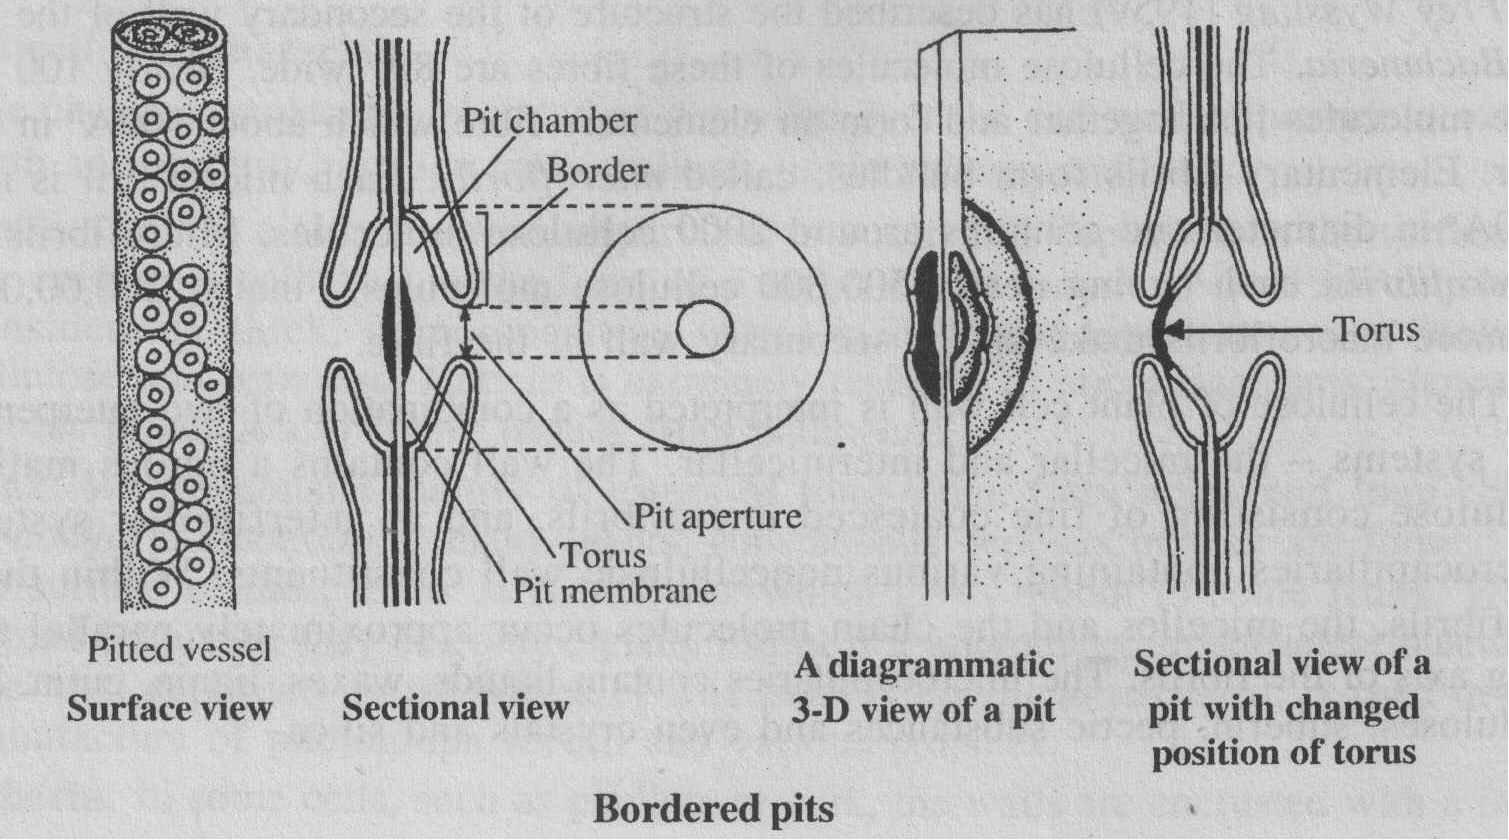 Pit chamber
Border
Pit aperture
Torus
Pit membrane
Torus
Pitted vessel
Surface view
Sectional view
A diagrammatic
3-D view of a pit
Sectional view of a
pit with changed
position of torus
Bordered pits